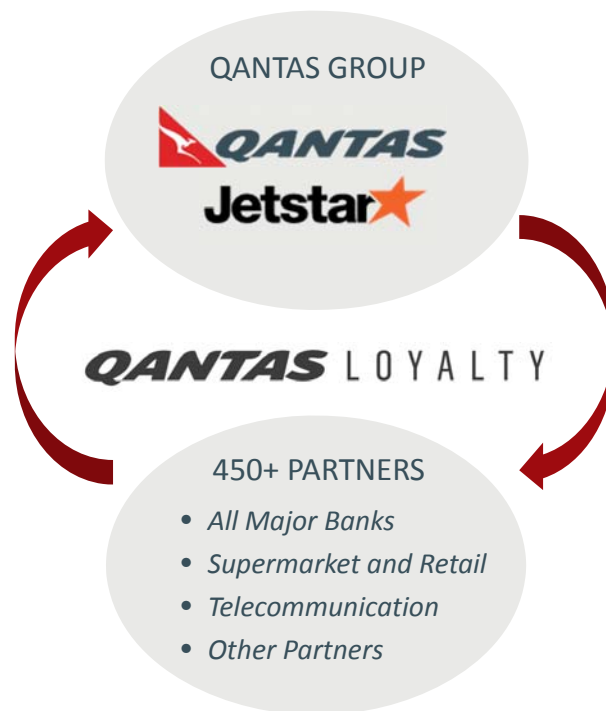 QANTAS GROUP
QANTAS
Jetstar
QANTAS LOYALTY
450+ PARTNERS
• All Major Banks
• Supermarket and Retail
• Telecommunication
• Other Partners